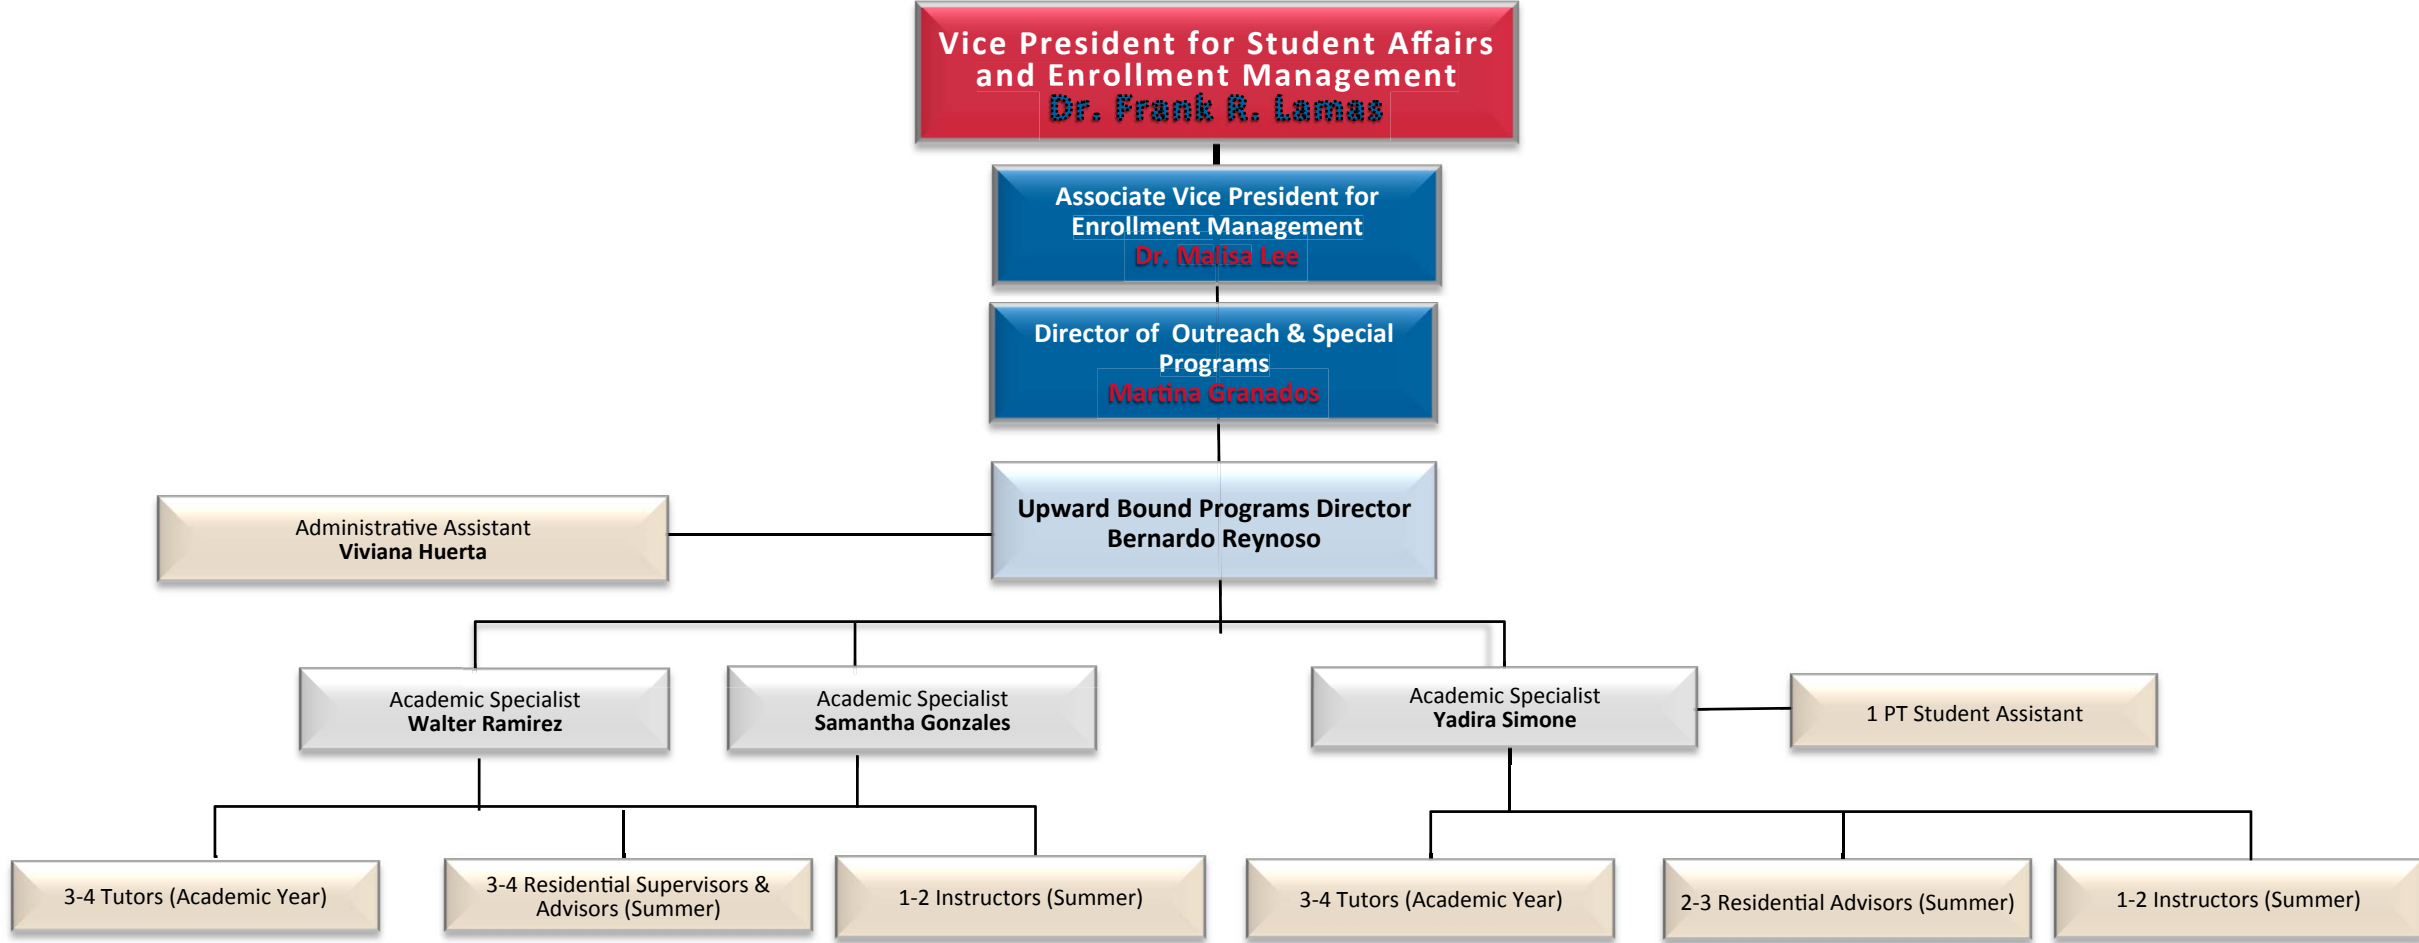 Vice President for Student Affairs
and Enrollment Management
Dr. Frank R. Lamas
Associate Vice President for
Enrollment Management
Dr. Malisa Lee
Director of  Outreach & Special
Programs
Martina Granados
Upward Bound Programs Director
Bernardo Reynoso
Administrative Assistant
Viviana Huerta
Academic Specialist
Walter Ramirez
Academic Specialist
Samantha Gonzales
Academic Specialist
Yadira Simone
1 PT Student Assistant
3-4 Tutors (Academic Year)
3-4 Residential Supervisors &
Advisors (Summer)
1-2 Instructors (Summer)
3-4 Tutors (Academic Year)
2-3 Residential Advisors (Summer)
1-2 Instructors (Summer)